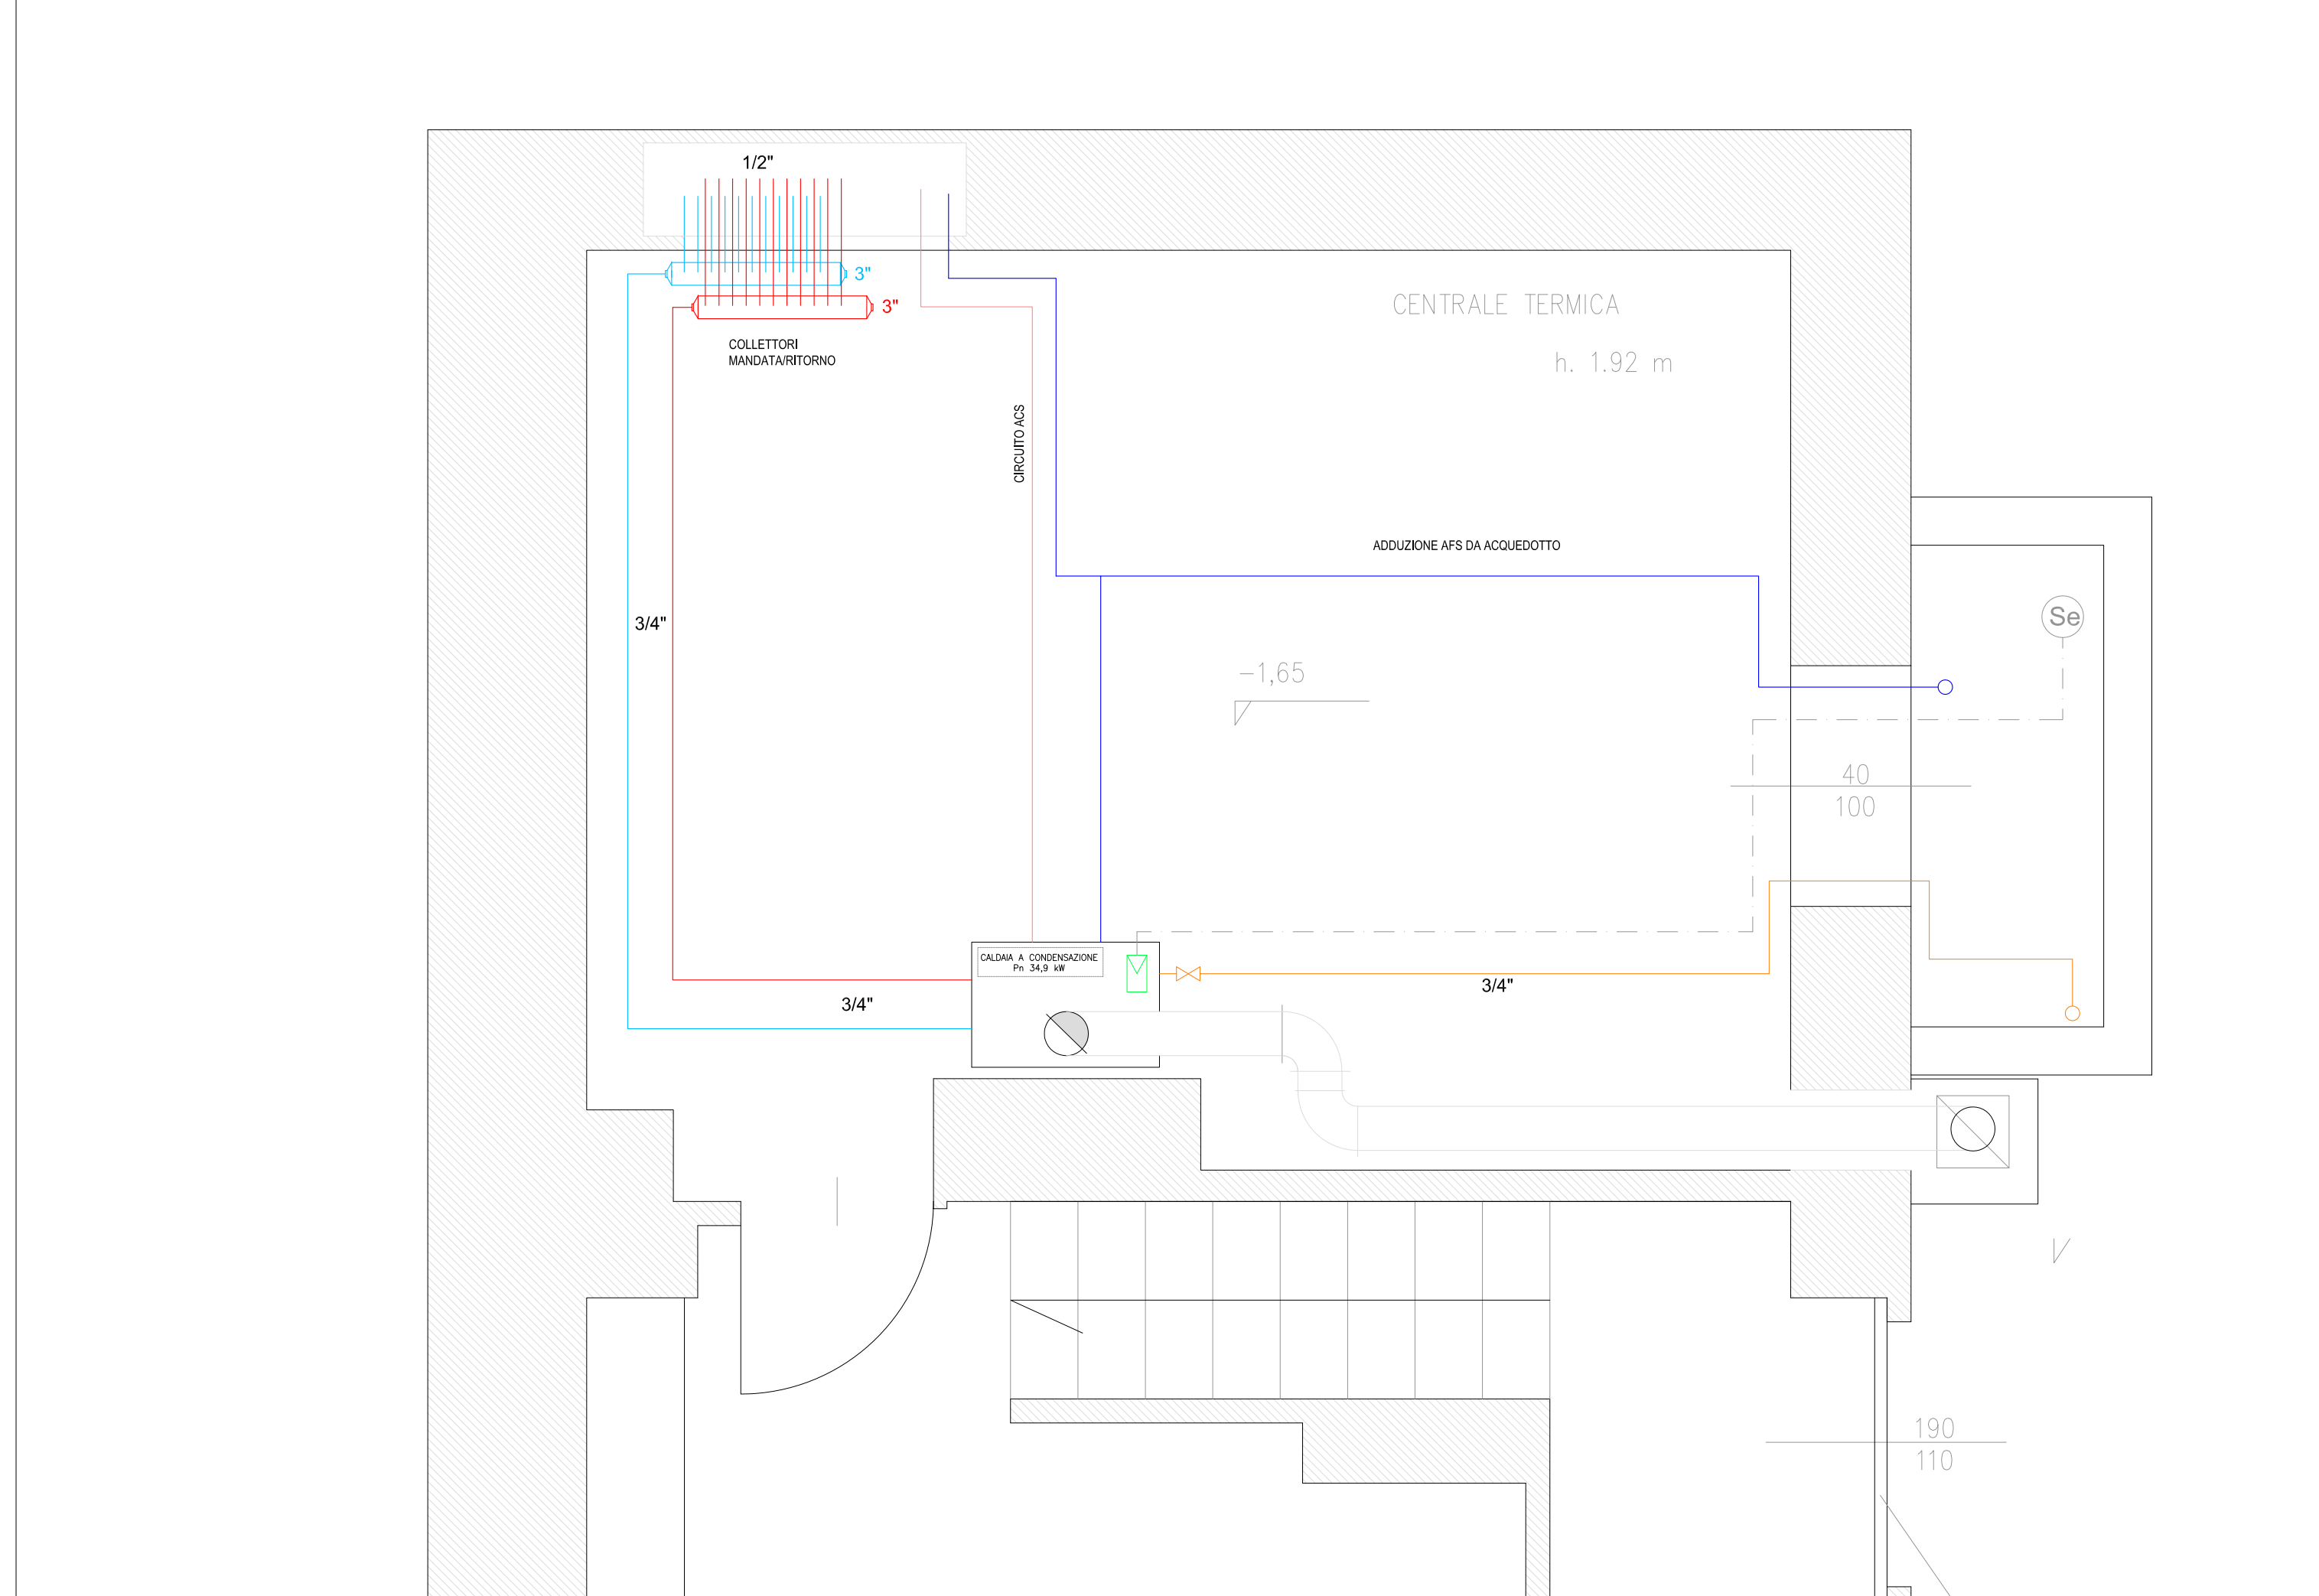 1/2"
3"
3"
COLLETTORI
MANDATA/RITORNO
CENTRALE TERMICA
h. 1.92 m
CIRCUITO ACS
ADDUZIONE AFS DA ACQUEDOTTO
3/4"
Se
-1,65
40
100
CALDAIA A CONDENSAZIONE
Pn 34,9 kW
3/4"
3/4"
190
110